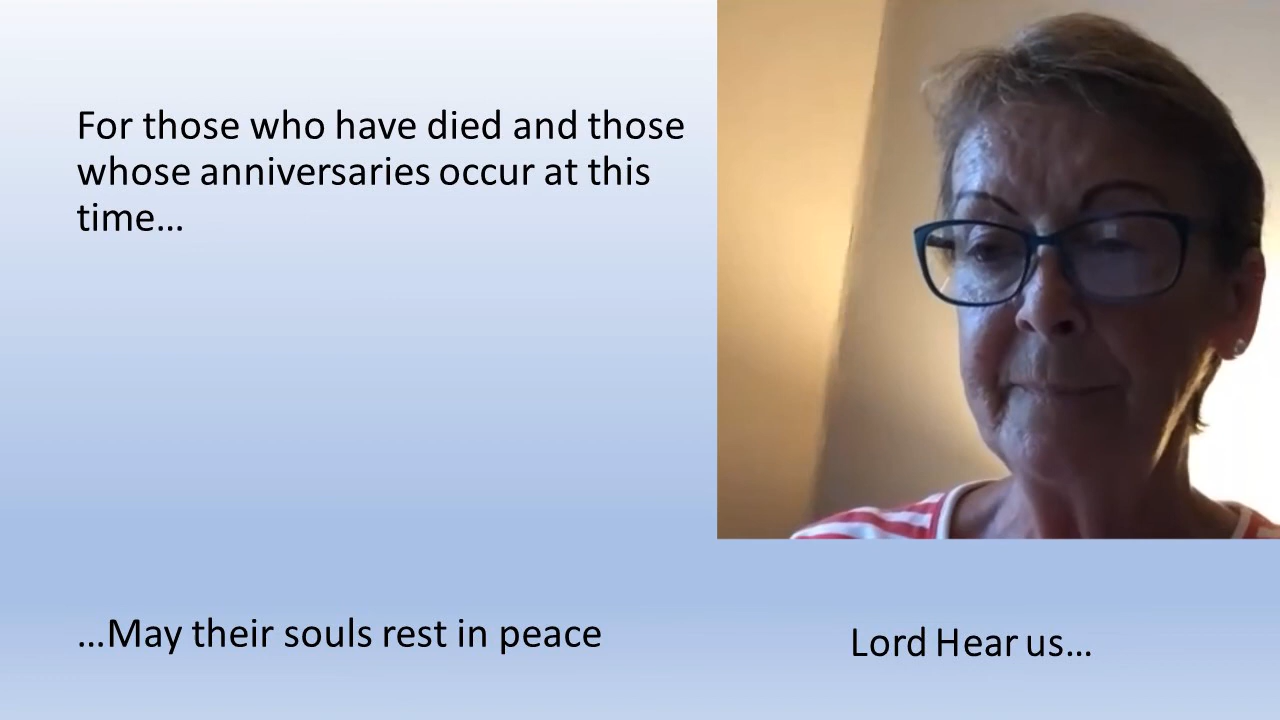 For those who have died and those
whose anniversaries occur at this
time…
…May their souls rest in peace
Lord Hear us…